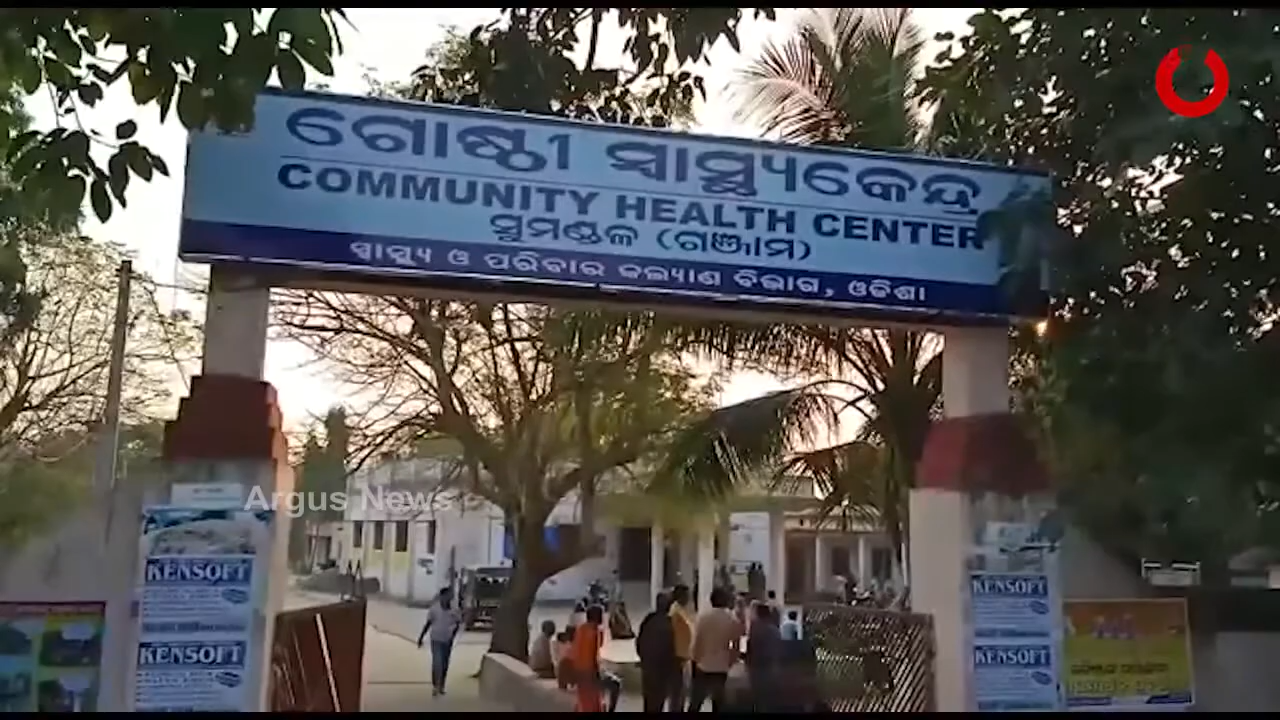 ଗୋଷ୍ଠୀ ସ୍ୱାସ୍ଥ୍ୟକେନ୍ଦ୍ର
COMMUNITY HEALTH CENTER
ସୁମଣ୍ଡଳ (ଗଞ୍ଜାମ)
ସ୍ୱାସ୍ଥ୍ୟ ଓ ପରିବାର କଲ୍ୟାଣ ବିଭାଗ, ଓଡିଶା
Argus News
KENSOFT
KENSOFT
KENSOFT
KENSOFT